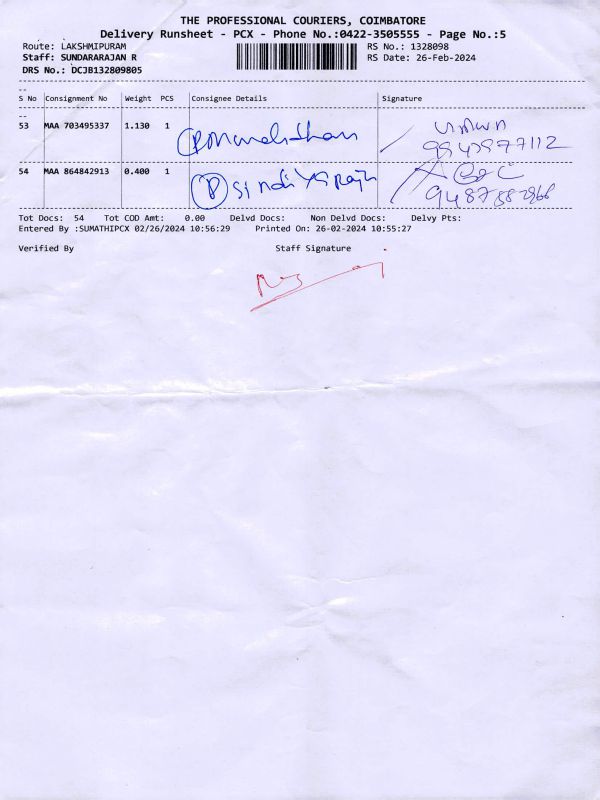 THE PROFESSIONAL COURIERS, COIMBATORE
Delivery Runsheet - PCX - Phone No.:0422-3505555 - Page No.:5
Route: LAKSHMIPURAM RS No.: 1328098
Staff: SUNDARARAJAN R RS Date: 26-Feb-2024
DRS No.: DCJB132809805
S No Consignment No Weight PCS Consignee Details Signature
53 MAA 703495337 1.130 1
54 MAA 864842913 0.400 1
Tot Docs: 54 Tot COD Amt: 0.00 Delvd Docs: Non Delvd Docs: Delvy Pts:
Entered By :SUMATHIPCX 02/26/2024 10:56:29 Printed On: 26-02-2024 10:55:27
Verified By Staff Signature